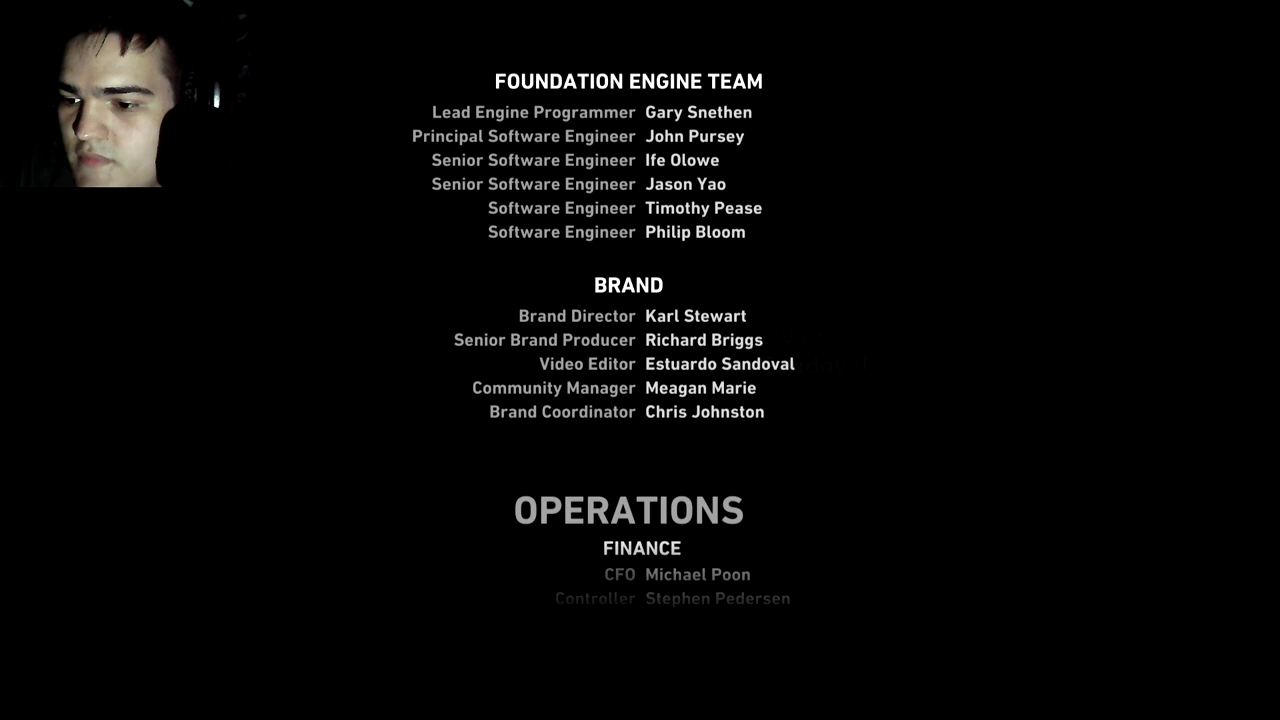 FOUNDATION ENGINE TEAM
Lead Engine Programmer Gary Snethen
Principal Software Engineer John Pursey
Senior Software Engineer Ife Olowe
Senior Software Engineer Jason Yao
Software Engineer Timothy Pease
Software Engineer Philip Bloom
BRAND
Brand Director Karl Stewart
Senior Brand Producer Richard Briggs
Video Editor Estuardo Sandoval
Community Manager Meagan Marie
Brand Coordinator Chris Johnston
OPERATIONS
FINANCE
CFO Michael Poon
Controller Stephen Pedersen